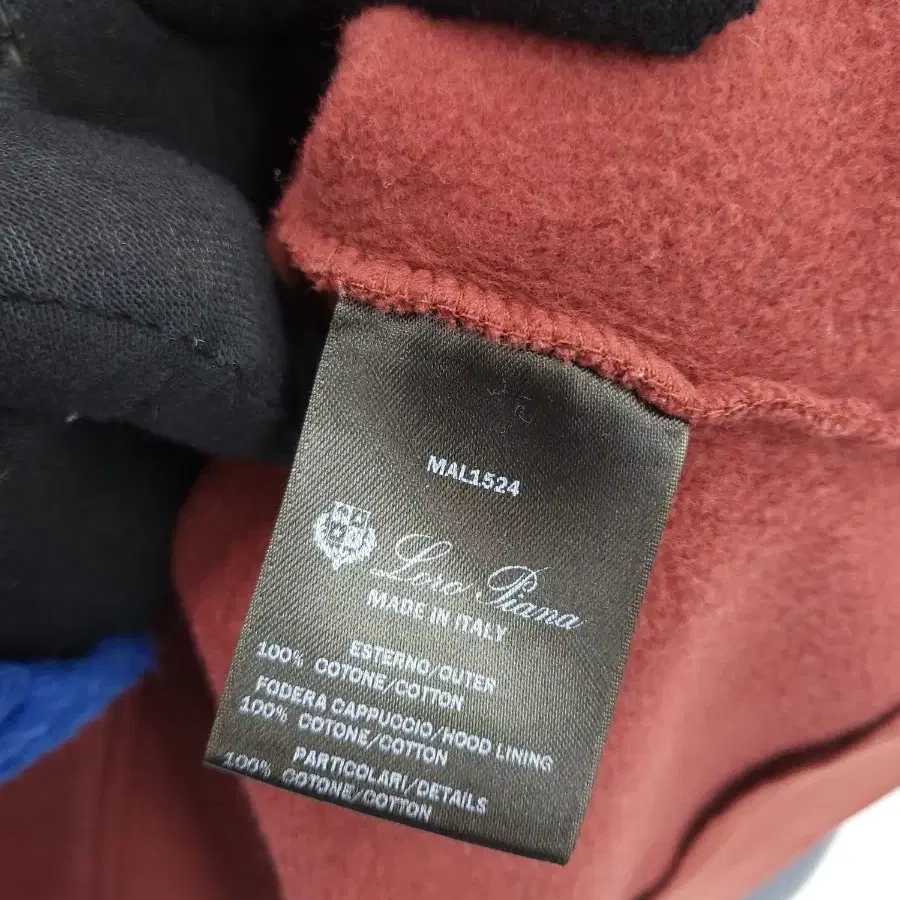 MAL1524
Loro Piana
MADE IN ITALY
ESTERNO/OUTER
100% COTONE/COTTON
FODERA CAPPUCCIO/HOOD LINING
100% COTONE/COTTON
PARTICOLARI/DETAILS
100% COTONE/COTTON